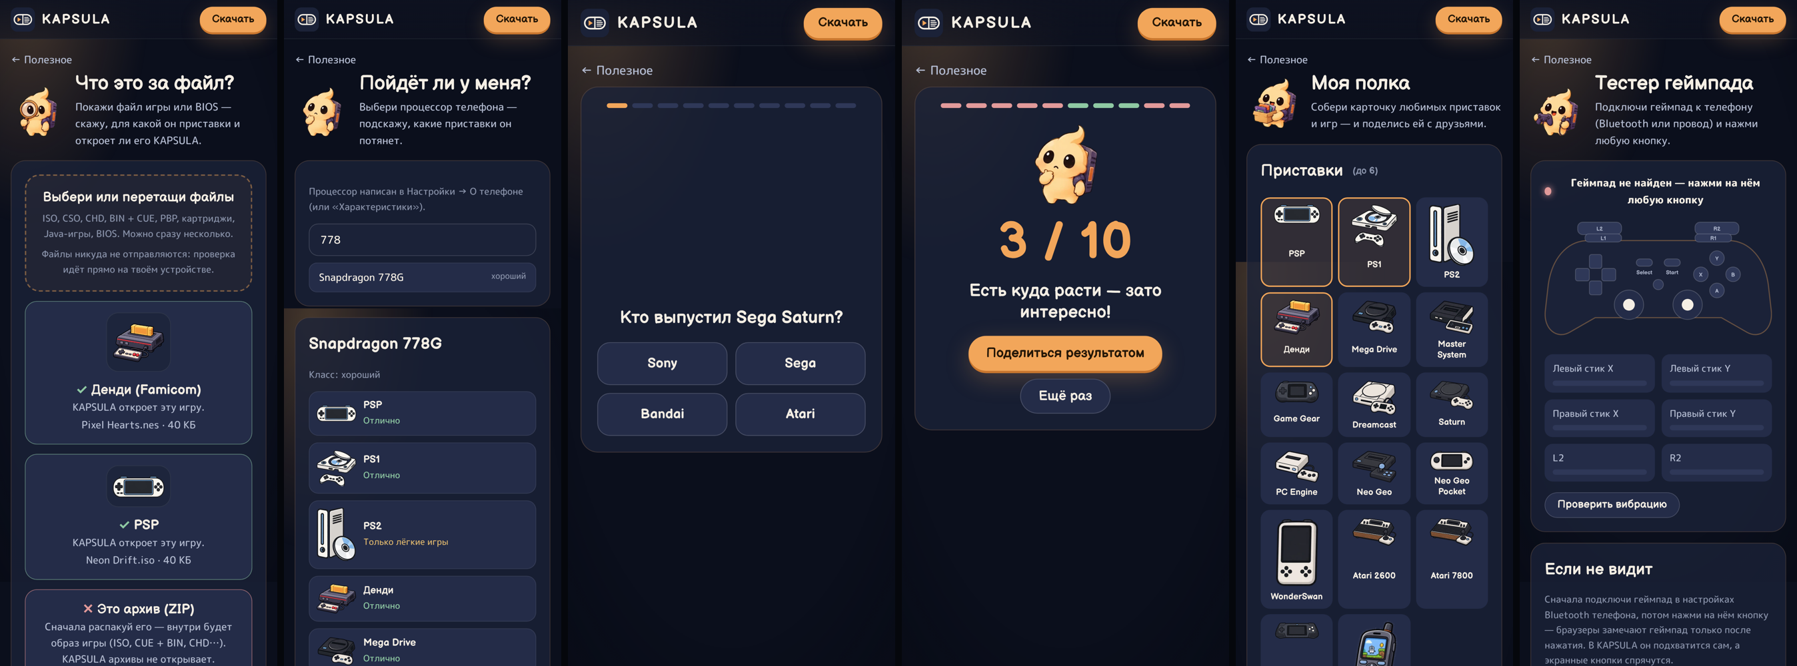 KAPSULA
Скачать
← Полезное
Что это за файл?
Покажи файл игры или BIOS —
скажу, для какой он приставки и
откроет ли его KAPSULA.
Выбери или перетащи файлы
ISO, CSO, CHD, BIN + CUE, PBP, картриджи,
Java-игры, BIOS. Можно сразу несколько.
Файлы никуда не отправляются: проверка
идёт прямо на твоём устройстве.
✓ Денди (Famicom)
KAPSULA откроет эту игру.
Pixel Hearts.nes · 40 КБ
✓ PSP
KAPSULA откроет эту игру.
Neon Drift.iso · 40 КБ
✕ Это архив (ZIP)
Сначала распакуй его — внутри будет
образ игры (ISO, CUE + BIN, CHD…).
KAPSULA архивы не открывает.
KAPSULA
Скачать
← Полезное
Пойдёт ли у меня?
Выбери процессор телефона —
подскажу, какие приставки он
потянет.
Процессор написан в Настройки → О телефоне
(или «Характеристики»).
778
Snapdragon 778G
хороший
Snapdragon 778G
Класс: хороший
PSP
Отлично
PS1
Отлично
PS2
Только лёгкие игры
Денди
Отлично
Mega Drive
Отлично
KAPSULA
Скачать
← Полезное
Кто выпустил Sega Saturn?
Sony
Sega
Bandai
Atari
KAPSULA
Скачать
← Полезное
3 / 10
Есть куда расти — зато
интересно!
Поделиться результатом
Ещё раз
KAPSULA
Скачать
← Полезное
Моя полка
Собери карточку любимых приставок
и игр — и поделись ей с друзьями.
Приставки (до 6)
PSP
PS1
PS2
Денди
Mega Drive
Master
System
Game Gear
Dreamcast
Saturn
PC Engine
Neo Geo
Neo Geo
Pocket
WonderSwan
Atari 2600
Atari 7800
KAPSULA
Скачать
← Полезное
Тестер геймпада
Подключи геймпад к телефону
(Bluetooth или провод) и нажми
любую кнопку.
Геймпад не найден — нажми на нём
любую кнопку
L2
L1
R2
R1
Select
Start
Y
X
B
A
Левый стик X
Левый стик Y
Правый стик X
Правый стик Y
L2
R2
Проверить вибрацию
Если не видит
Сначала подключи геймпад в настройках
Bluetooth телефона, потом нажми на нём кнопку
— браузеры замечают геймпад только после
нажатия. В KAPSULA он подхватится сам, а
экранные кнопки спрячутся.